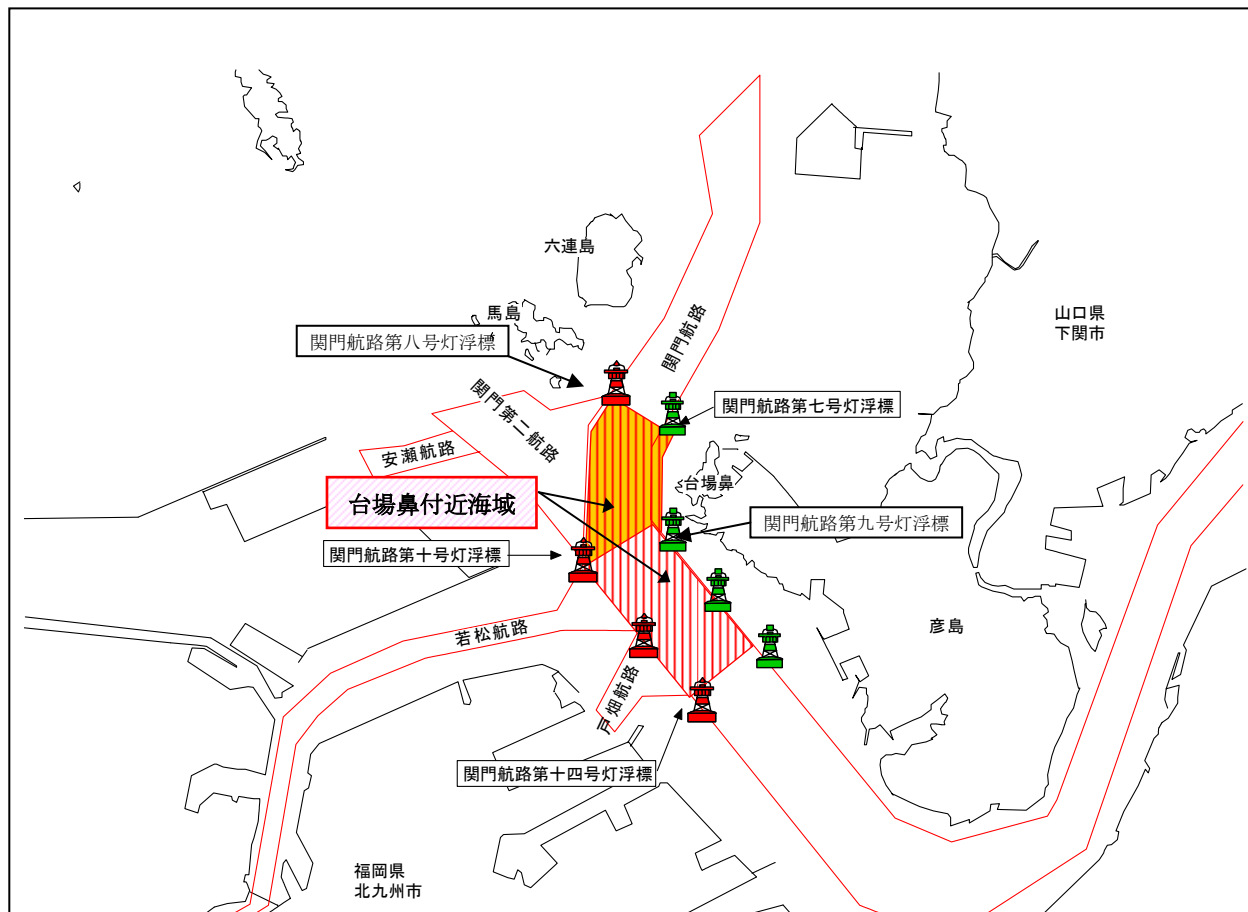 六連島
馬島
山口県
下関市
関門航路
関門航路第八号灯浮標
関門第二航路
関門航路第七号灯浮標
安瀬航路
台場鼻
台場鼻付近海域
関門航路第九号灯浮標
関門航路第十号灯浮標
若松航路
彦島
戸畑航路
関門航路第十四号灯浮標
福岡県
北九州市